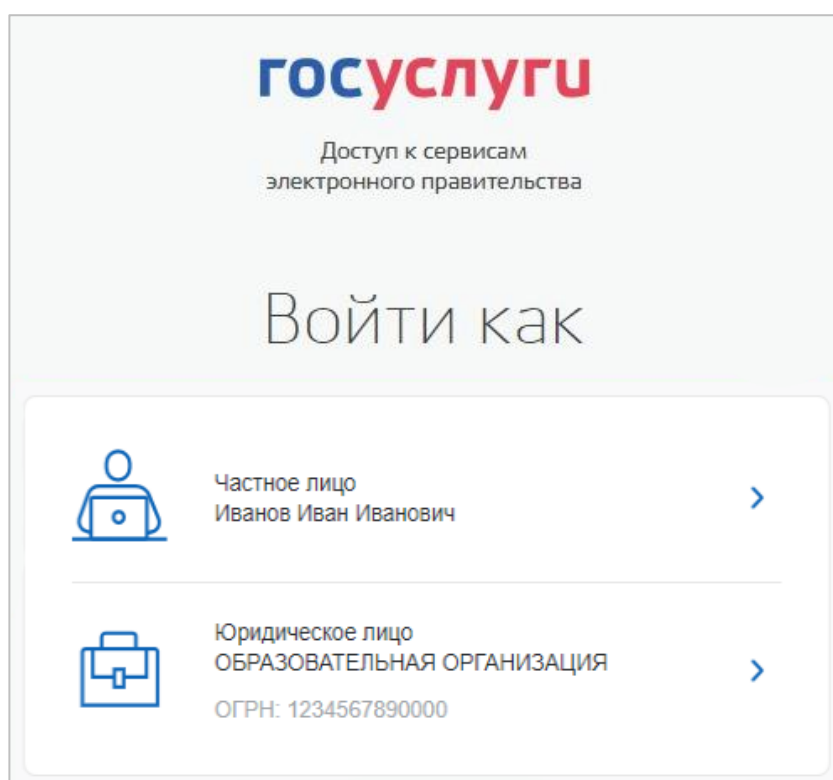 госуслуги
Доступ к сервисам
электронного правительства
Войти как
Частное лицо
Иванов Иван Иванович
Юридическое лицо
ОБРАЗОВАТЕЛЬНАЯ ОРГАНИЗАЦИЯ
ОГРН: 1234567890000